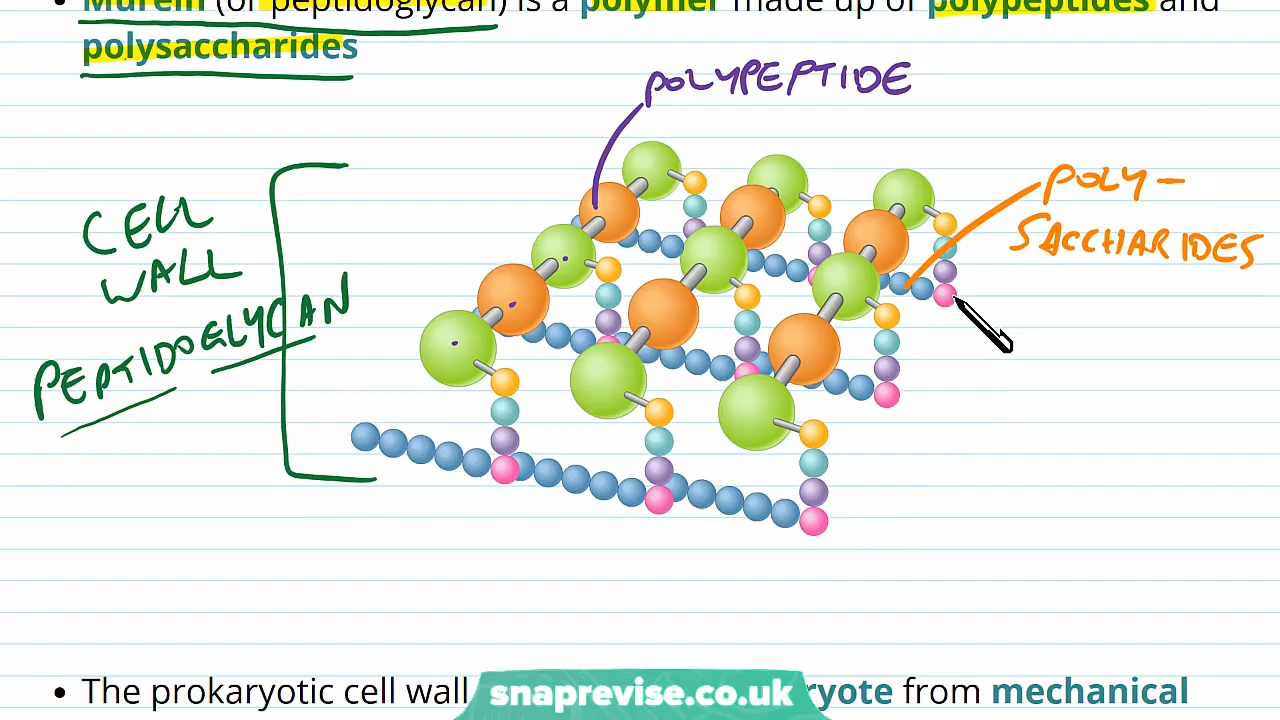 • Murein (or peptidoglycan) is a polymer made up of polypeptides and
polysaccharides
POLYPEPTIDE
POLY-
SACCHARIDES
CELL
WALL
PEPTIDOGLYCAN
• The prokaryotic cell wall
snaprevise.co.uk
ryote from mechanical